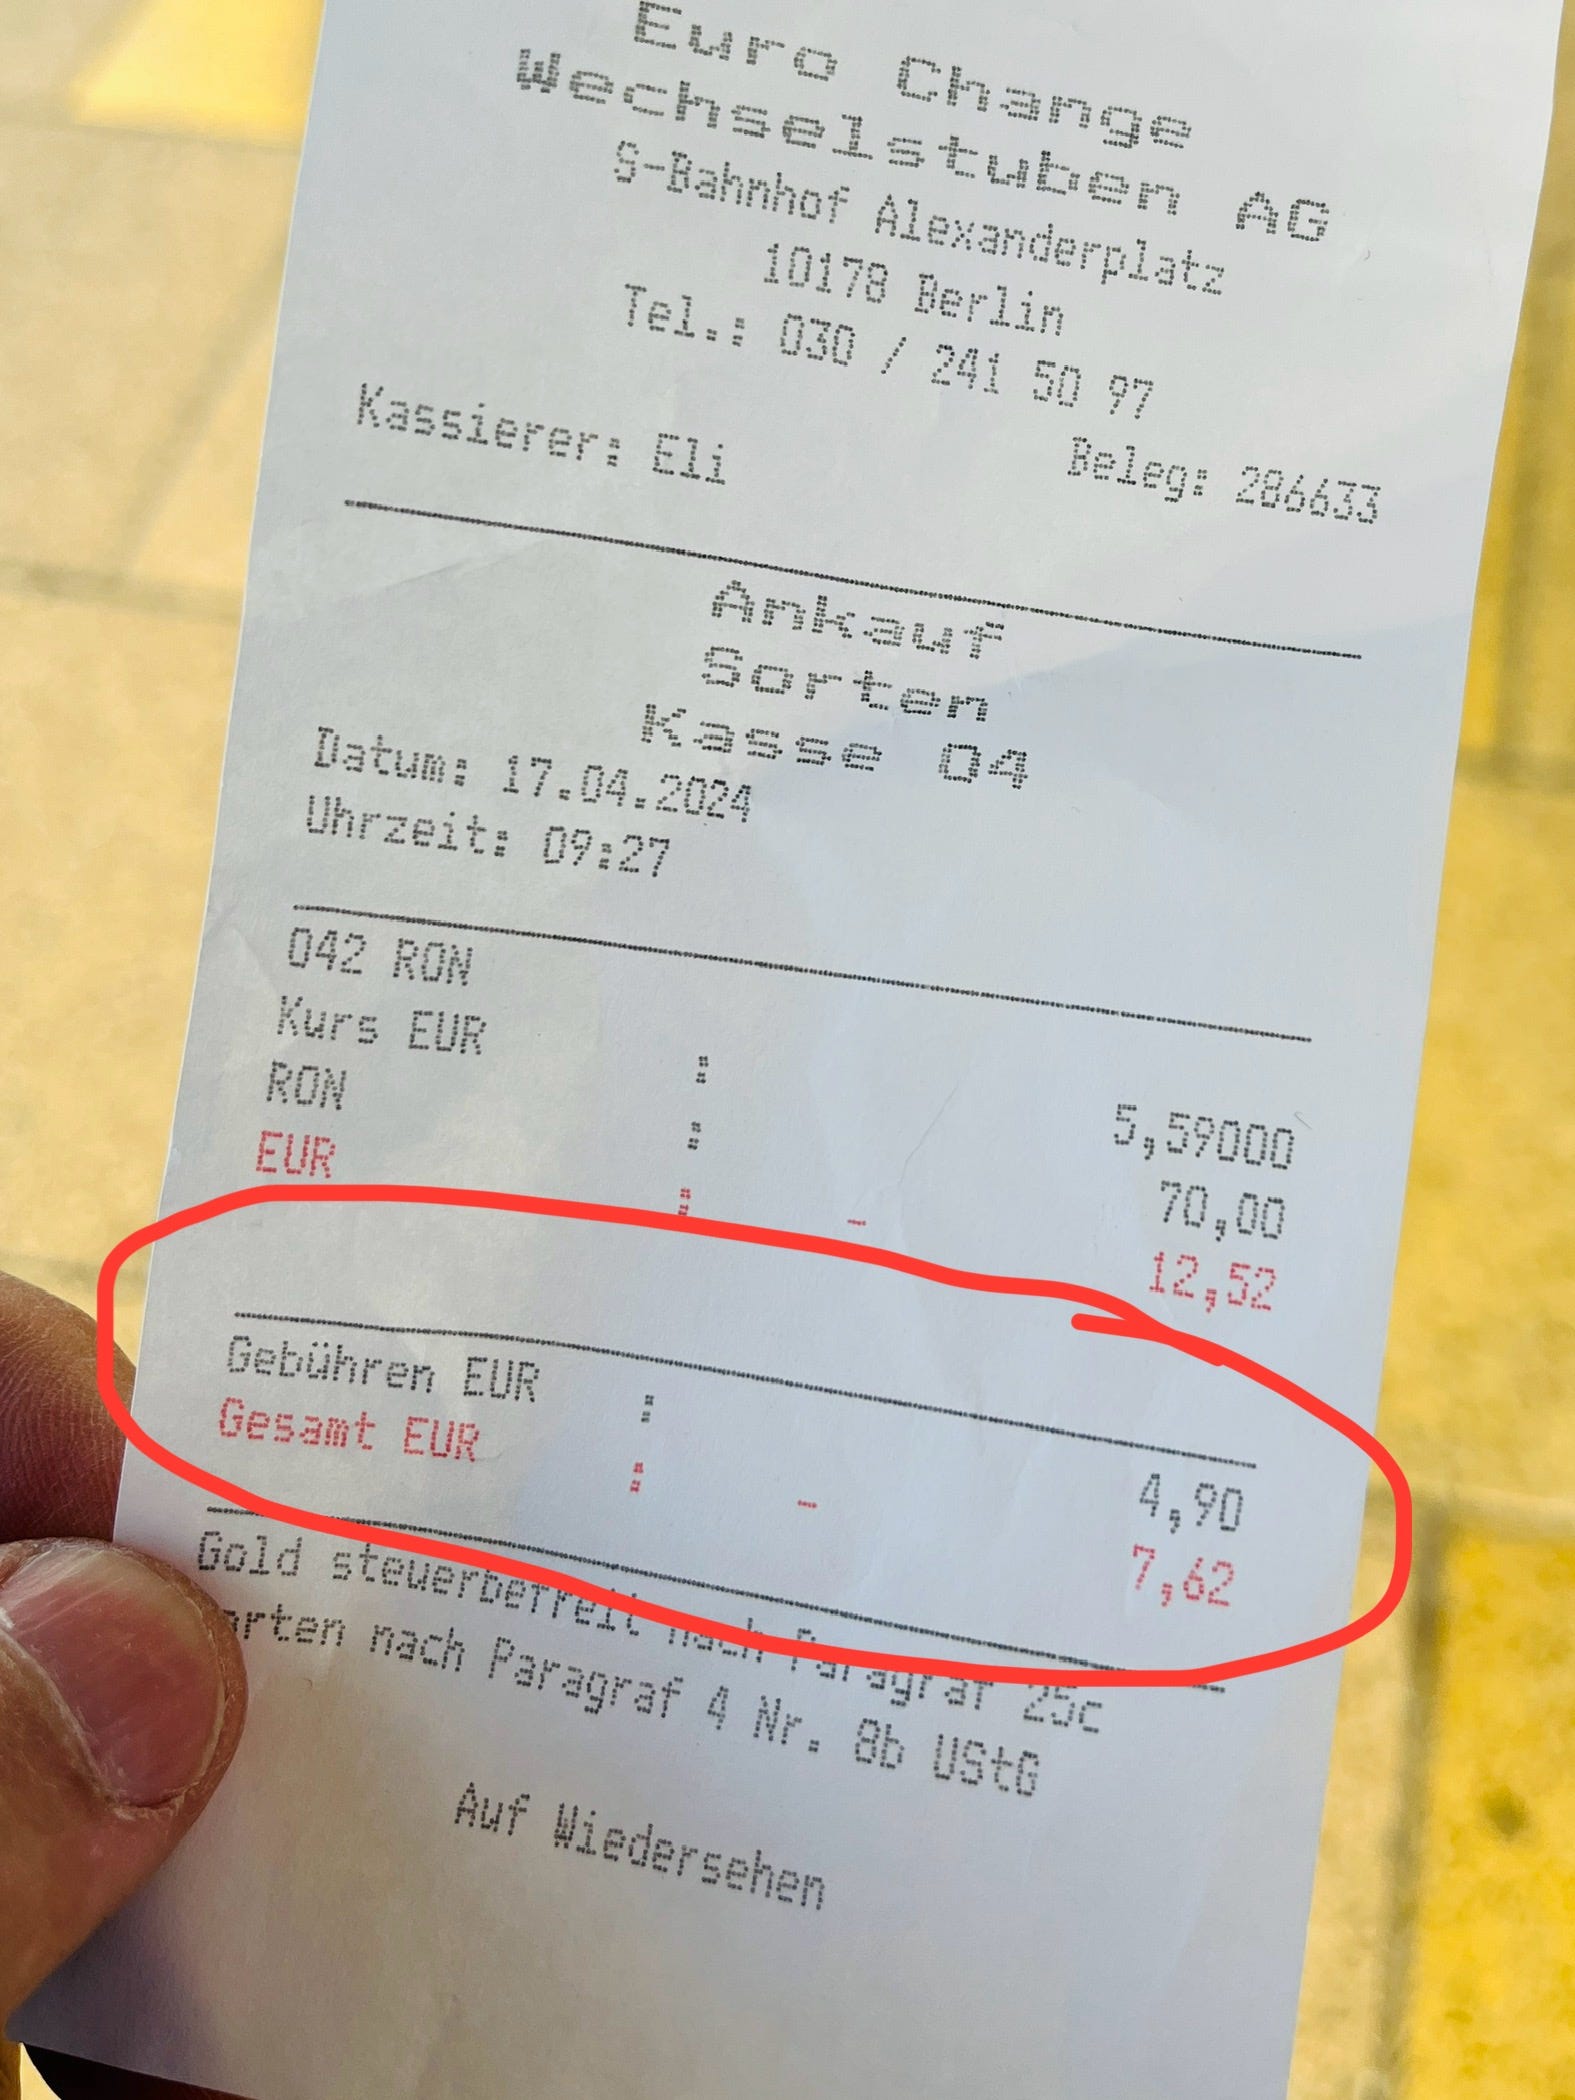 Euro Change
Wechselstuben AG
S-Bahnhof Alexanderplatz
10178 Berlin
Tel.: 030 / 241 50 97
Kassierer: Eli Beleg: 286633
Ankauf
Sorten
Kasse 04
Datum: 17.04.2024
Uhrzeit: 09:27
042 RON
Kurs EUR : 5,59000
RON : 70,00
EUR : - 12,52
Gebühren EUR : 4,90
Gesamt EUR : - 7,62
Gold steuerbefreit nach Paragraf 25c
orten nach Paragraf 4 Nr. 8b UStG
Auf Wiedersehen